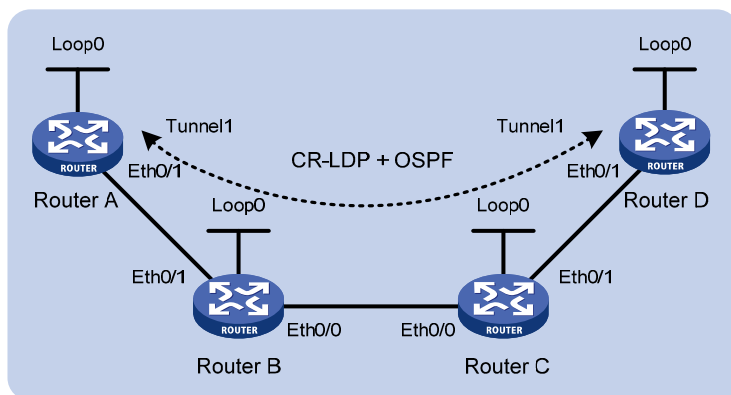 Loop0
Loop0
Tunnel1
Tunnel1
CR-LDP + OSPF
ROUTER
Eth0/1
Eth0/1
ROUTER
Router A
Router D
Loop0
Loop0
Eth0/1
Eth0/1
ROUTER
Eth0/0
Eth0/0
ROUTER
Router B
Router C